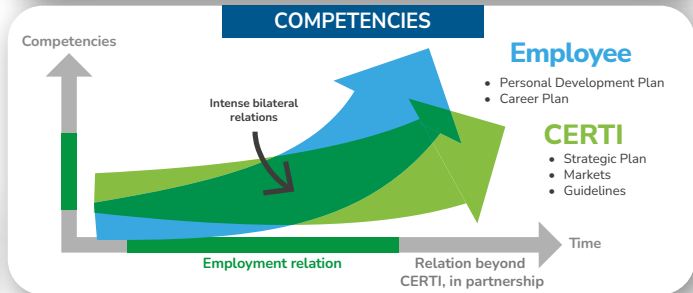 COMPETENCIES
Competencies
Employee
• Personal Development Plan
• Career Plan
Intense bilateral
relations
CERTI
• Strategic Plan
• Markets
• Guidelines
Time
Employment relation
Relation beyond
CERTI, in partnership